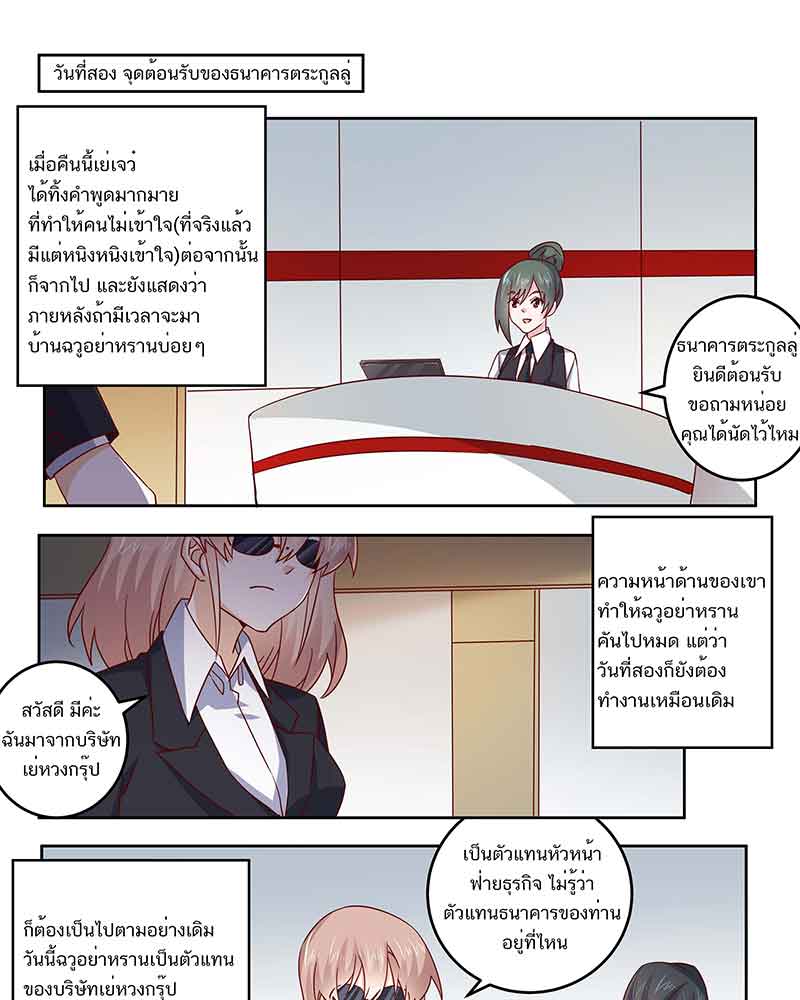 วันที่สอง จุดต้อนรับของธนาคารตระกูลลู่
เมื่อคืนนี้เย่เจว๋
ได้ทิ้งคำพูดมากมาย
ที่ทำให้คนไม่เข้าใจ(ที่จริงแล้ว
มีแต่หนิงหนิงเข้าใจ)ต่อจากนั้น
ก็จากไป และยังแสดงว่า
ภายหลังถ้ามีเวลาจะมา
บ้านฉวูอย่าหรานบ่อยๆ
ธนาคารตระกูลลู่
ยินดีต้อนรับ
ขอถามหน่อย
คุณได้นัดไว้ไหม
ความหน้าด้านของเขา
ทำให้ฉวูอย่าหราน
คันไปหมด แต่ว่า
วันที่สองก็ยังต้อง
ทำงานเหมือนเดิม
สวัสดี มีค่ะ
ฉันมาจากบริษัท
เย่หวงกรุ๊ป
เป็นตัวแทนหัวหน้า
ฝ่ายธุรกิจ ไม่รู้ว่า
ตัวแทนธนาคารของท่าน
อยู่ที่ไหน
ก็ต้องเป็นไปตามอย่างเดิม
วันนี้ฉวูอย่าหรานเป็นตัวแทน
ของบริษัทเย่หวงกรุ๊ป